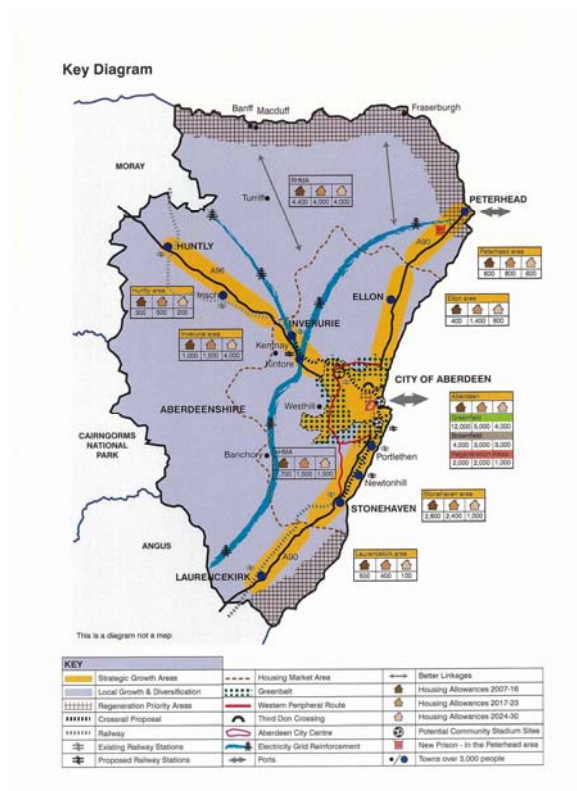 Key Diagram
Banff
Macduff
Fraserburgh
MORAY
RHMA
4,400 4,000 4,000
Turriff
PETERHEAD
HUNTLY
A90
Peterhead area
A96
Huntly area
Insch
300 500 200
ELLON
Ellon area
400 1,400 600
Inverurie area
1,000 1,500 4,000
INVERURIE
Kemnay
Kintore
CITY OF ABERDEEN
Aberdeen
Greenfield
12,000 5,000 4,000
Brownfield
4,000 3,000 3,000
Regeneration Areas
2,000 2,000 1,000
Westhill
ABERDEENSHIRE
CAIRNGORMS
NATIONAL
PARK
Banchory
1,500 1,500
Portlethen
Newtonhill
Stonehaven area
2,600 2,400 1,000
STONEHAVEN
ANGUS
A90
Laurencekirk area
LAURENCEKIRK
This is a diagram not a map
KEY
Strategic Growth Areas
Housing Market Area
Better Linkages
Local Growth & Diversification
Greenbelt
Housing Allowances 2007-16
Regeneration Priority Areas
Western Peripheral Route
Housing Allowances 2017-23
Crossrail Proposal
Third Don Crossing
Housing Allowances 2024-30
Railway
Aberdeen City Centre
Potential Community Stadium Sites
Existing Railway Stations
Electricity Grid Reinforcement
New Prison - In the Peterhead area
Proposed Railway Stations
Ports
Towns over 3,000 people